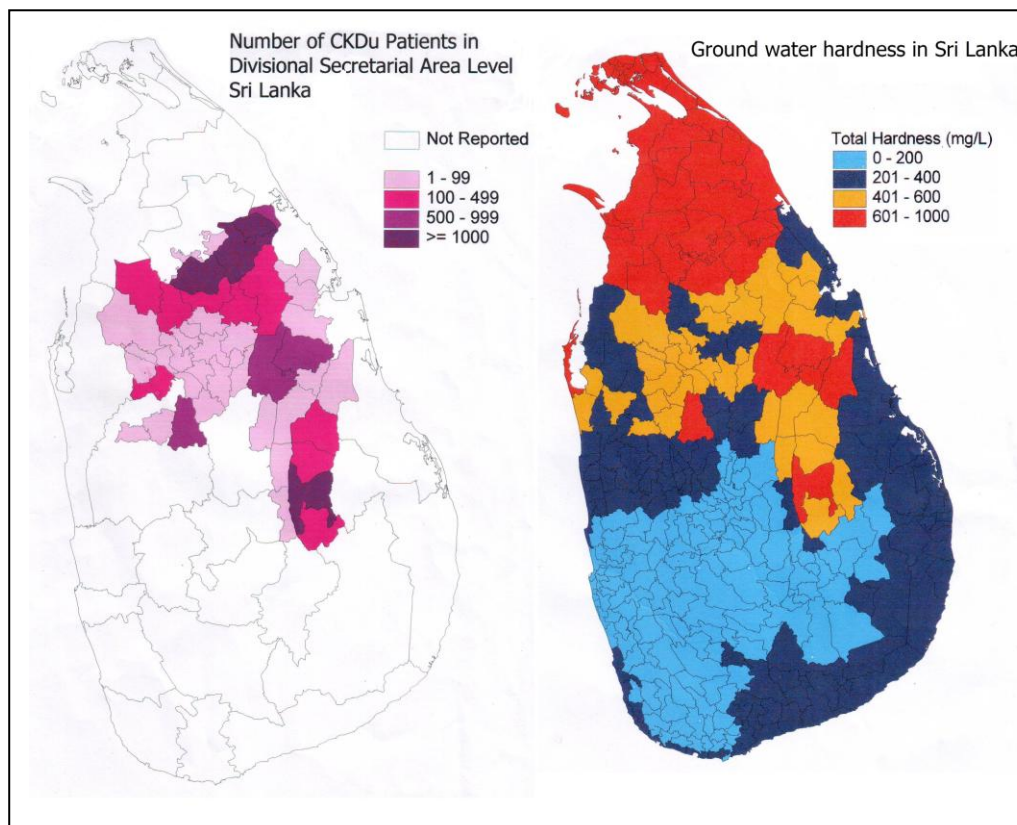 Number of CKDu Patients in
Divisional Secretarial Area Level
Sri Lanka
Not Reported
1 - 99
100 - 499
500 - 999
>= 1000
Ground water hardness in Sri Lanka
Total Hardness (mg/L)
0 - 200
201 - 400
401 - 600
601 - 1000